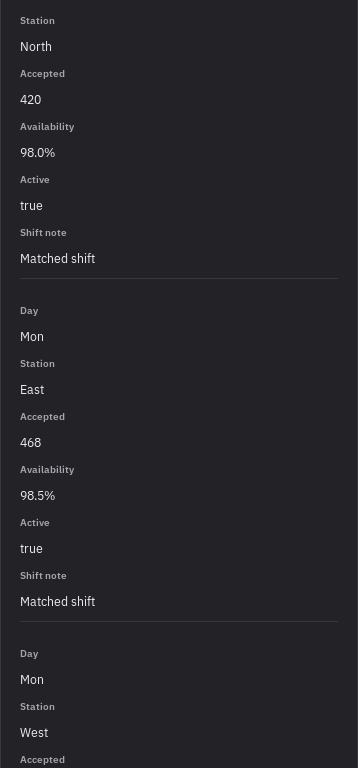 Station
North
Accepted
420
Availability
98.0%
Active
true
Shift note
Matched shift
Day
Mon
Station
East
Accepted
468
Availability
98.5%
Active
true
Shift note
Matched shift
Day
Mon
Station
West
Accepted